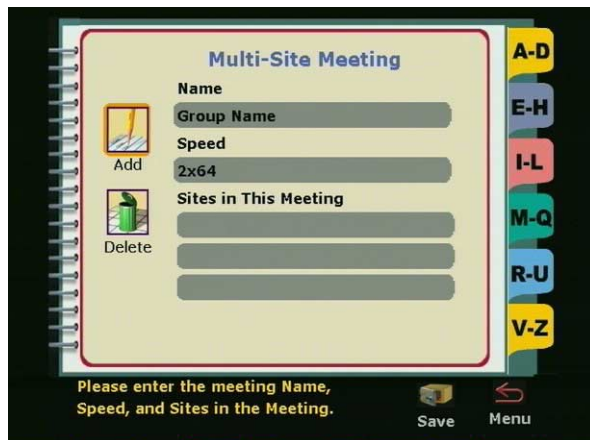 Multi-Site Meeting
Name
Group Name
Add
Speed
2x64
Sites in This Meeting
Delete
A-D
E-H
I-L
M-Q
R-U
V-Z
Please enter the meeting Name,
Speed, and Sites in the Meeting.
Save
Menu